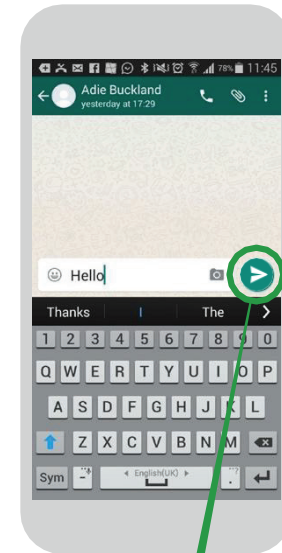 78% 11:45
Adie Buckland
yesterday at 17:29
Hello
Thanks I The
1 2 3 4 5 6 7 8 9 0
Q W E R T Y U I O P
A S D F G H J K L
Z X C V B N M
Sym English(UK) .